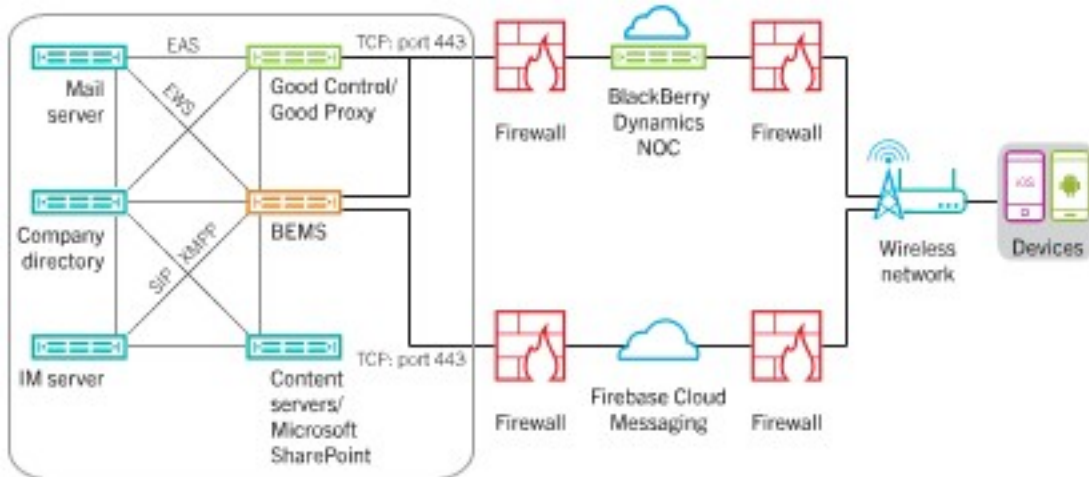 EAS
TCP: port 443
Mail
server
EWS
Good Control/
Good Proxy
Firewall
BlackBerry
Dynamics
NOC
Firewall
Company
directory
SIP XMPP
BEMS
Wireless
network
iOS
Devices
IM server
Content
servers/
Microsoft
SharePoint
TCP: port 443
Firewall
Firebase Cloud
Messaging
Firewall